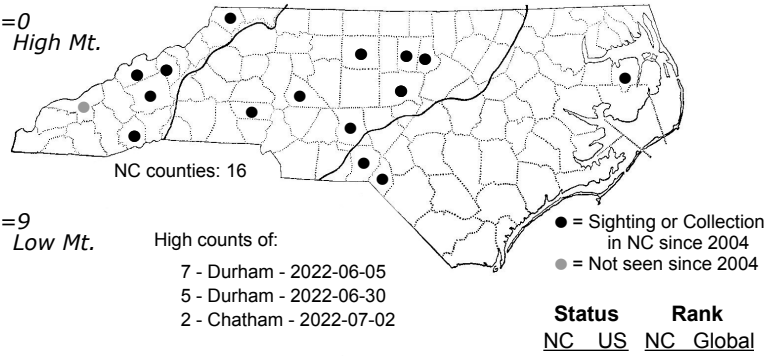 =0
High Mt.
NC counties: 16
=9
Low Mt.
High counts of:
7 - Durham - 2022-06-05
5 - Durham - 2022-06-30
2 - Chatham - 2022-07-02
= Sighting or Collection
in NC since 2004
= Not seen since 2004
Status Rank
NC US NC Global